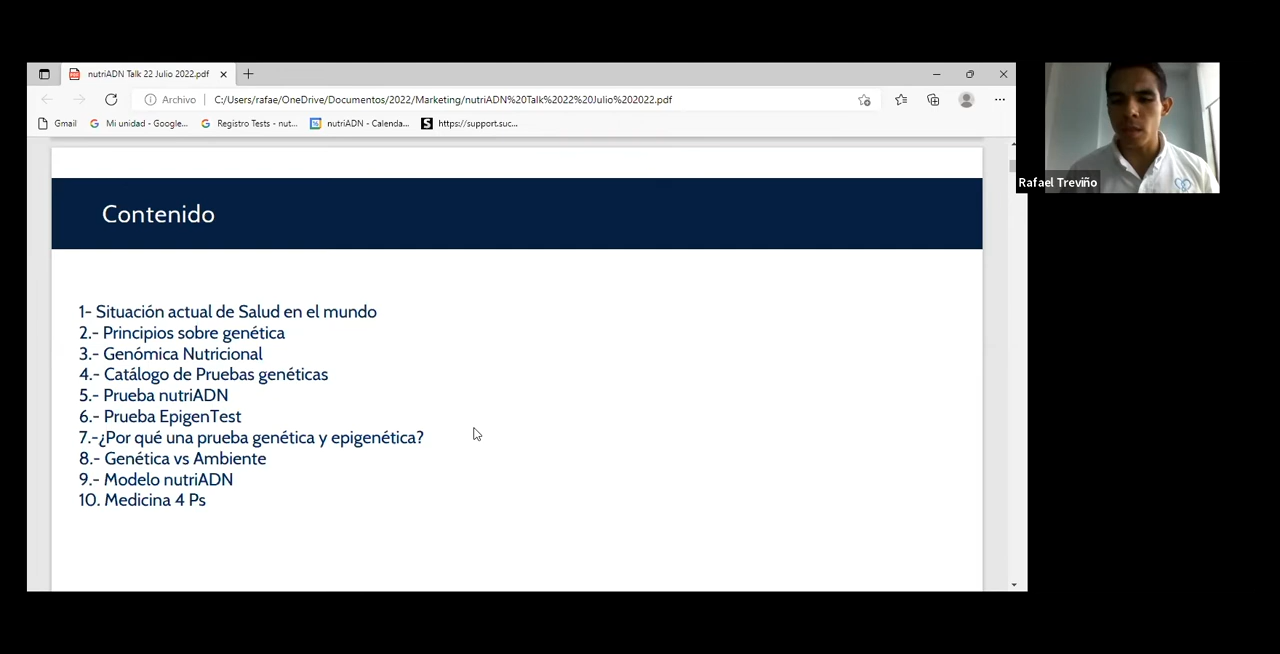 nutriADN Talk 22 Julio 2022.pdf
Archivo
C:/Users/rafae/OneDrive/Documentos/2022/Marketing/nutriADN%20Talk%2022%20Julio%202022.pdf
Gmail
Mi unidad - Google...
Registro Tests - nut...
nutriADN - Calenda...
https://support.suc...
Rafael Treviño
Contenido
1- Situación actual de Salud en el mundo
2.- Principios sobre genética
3.- Genómica Nutricional
4.- Catálogo de Pruebas genéticas
5.- Prueba nutriADN
6.- Prueba EpigenTest
7.-¿Por qué una prueba genética y epigenética?
8.- Genética vs Ambiente
9.- Modelo nutriADN
10. Medicina 4 Ps